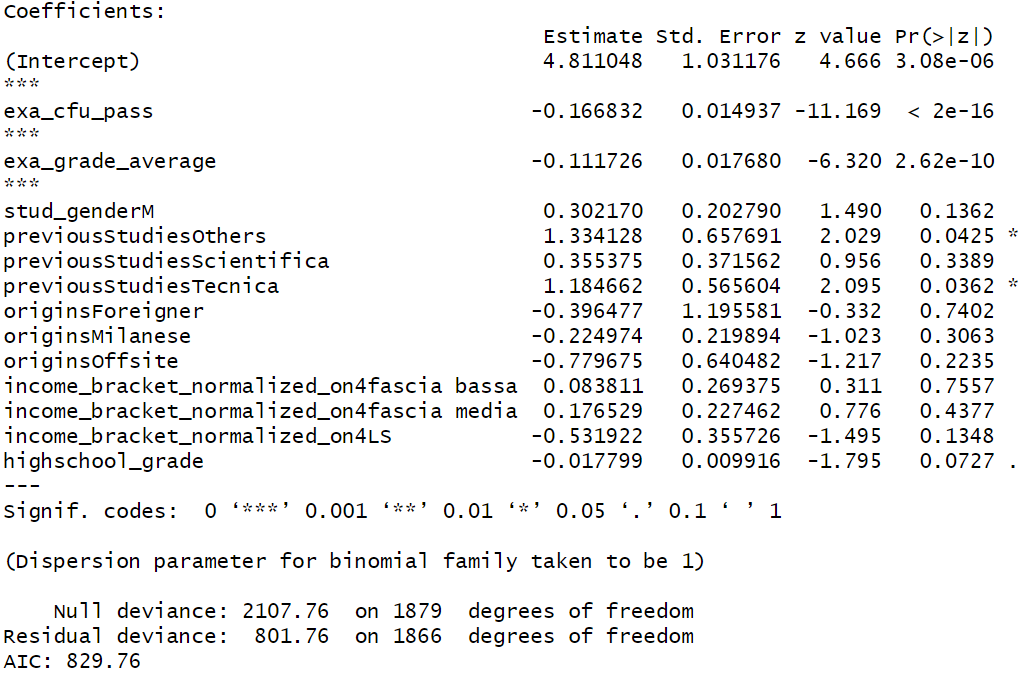 Coefficients:
Estimate Std. Error z value Pr(>|z|)
(Intercept) 4.811048 1.031176 4.666 3.08e-06
***
exa_cfu_pass -0.166832 0.014937 -11.169 < 2e-16
***
exa_grade_average -0.111726 0.017680 -6.320 2.62e-10
***
stud_genderM 0.302170 0.202790 1.490 0.1362
previousStudiesOthers 1.334128 0.657691 2.029 0.0425 *
previousStudiesScientifica 0.355375 0.371562 0.956 0.3389
previousStudiesTecnica 1.184662 0.565604 2.095 0.0362 *
originsForeigner -0.396477 1.195581 -0.332 0.7402
originsMilanese -0.224974 0.219894 -1.023 0.3063
originsOffsite -0.779675 0.640482 -1.217 0.2235
income_bracket_normalized_on4fascia bassa 0.083811 0.269375 0.311 0.7557
income_bracket_normalized_on4fascia media 0.176529 0.227462 0.776 0.4377
income_bracket_normalized_on4LS -0.531922 0.355726 -1.495 0.1348
highschool_grade -0.017799 0.009916 -1.795 0.0727 .
---
Signif. codes: 0 ‘***’ 0.001 ‘**’ 0.01 ‘*’ 0.05 ‘.’ 0.1 ‘ ’ 1
(Dispersion parameter for binomial family taken to be 1)
Null deviance: 2107.76 on 1879 degrees of freedom
Residual deviance: 801.76 on 1866 degrees of freedom
AIC: 829.76